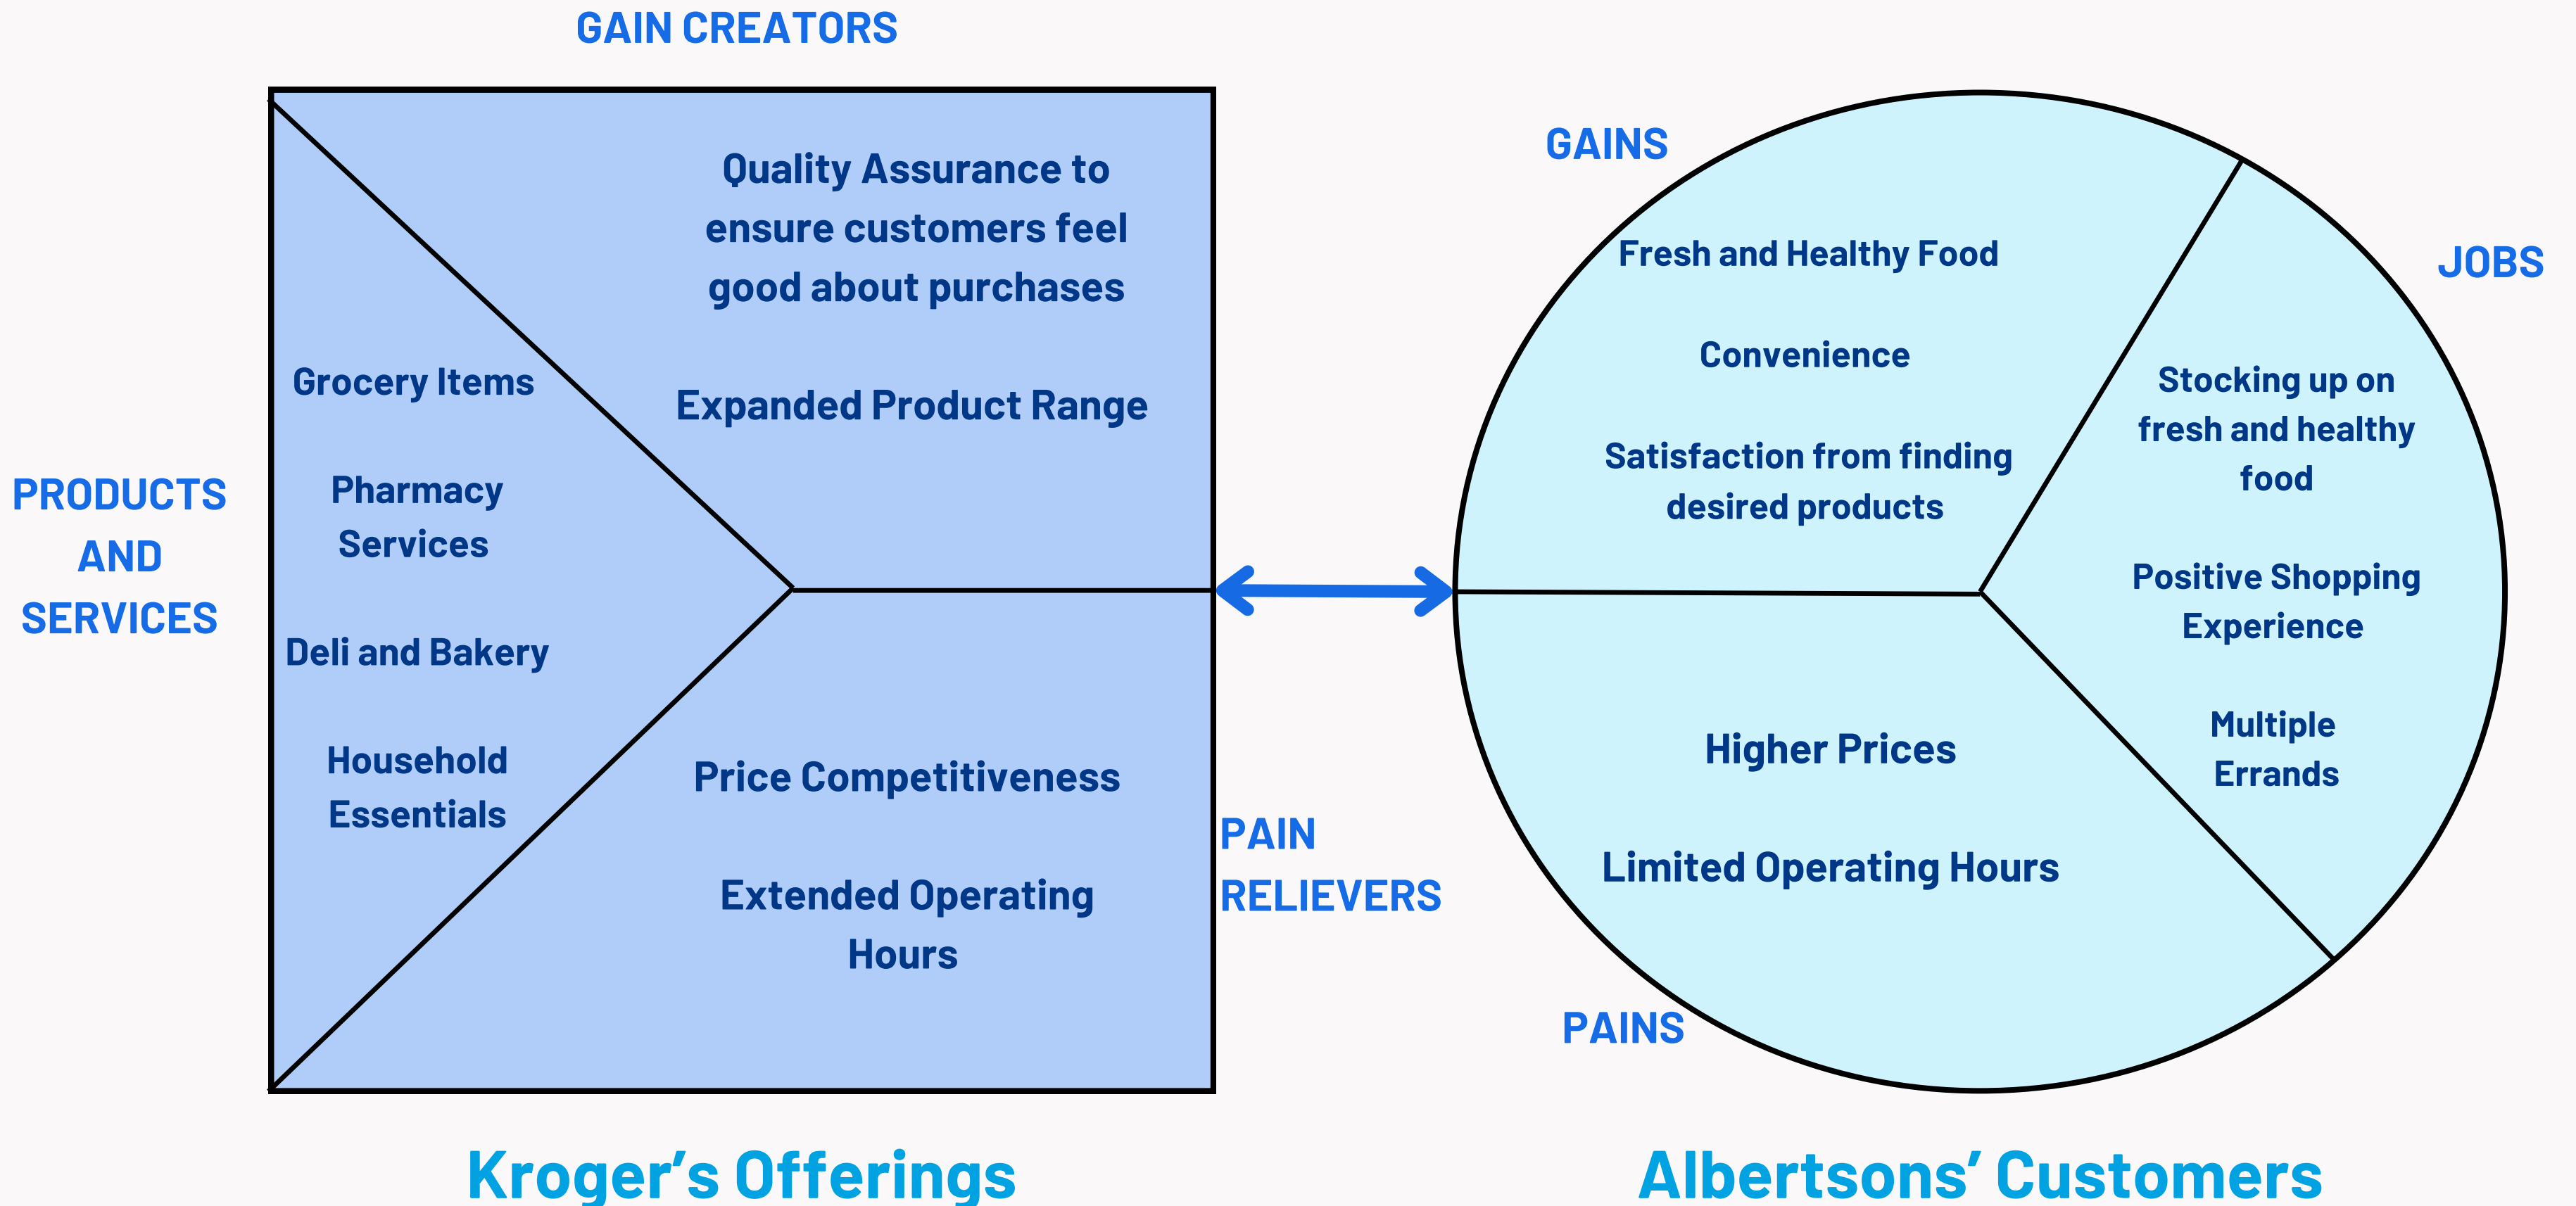 GAIN CREATORS
Quality Assurance to
ensure customers feel
good about purchases
Expanded Product Range
PRODUCTS
AND
SERVICES
Grocery Items
Pharmacy
Services
Deli and Bakery
Household
Essentials
Price Competitiveness
Extended Operating
Hours
PAIN
RELIEVERS
Kroger’s Offerings
GAINS
Fresh and Healthy Food
Convenience
Satisfaction from finding
desired products
JOBS
Stocking up on
fresh and healthy
food
Positive Shopping
Experience
Multiple
Errands
Higher Prices
Limited Operating Hours
PAINS
Albertsons’ Customers